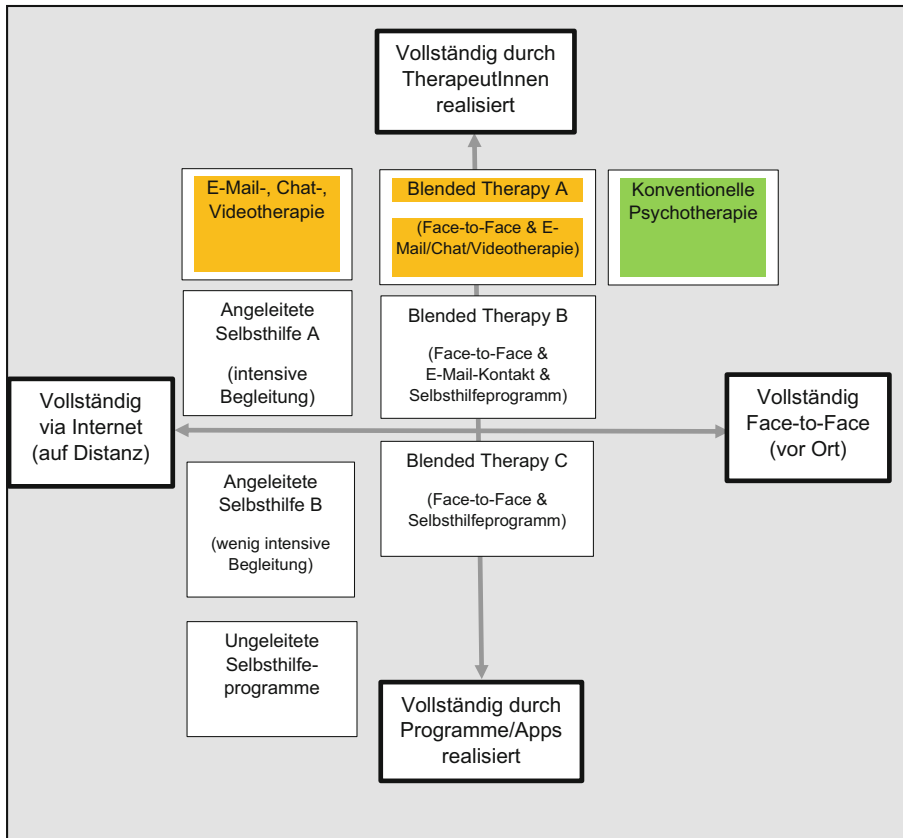 Vollständig durch
TherapeutInnen
realisiert
E-Mail-, Chat-,
Videotherapie
Blended Therapy A
(Face-to-Face & E-
Mail/Chat/Videotherapie)
Konventionelle
Psychotherapie
Angeleitete
Selbsthilfe A
(intensive
Begleitung)
Blended Therapy B
(Face-to-Face &
E-Mail-Kontakt &
Selbsthilfeprogramm)
Vollständig
via Internet
(auf Distanz)
Vollständig
Face-to-Face
(vor Ort)
Angeleitete
Selbsthilfe B
(wenig intensive
Begleitung)
Blended Therapy C
(Face-to-Face &
Selbsthilfeprogramm)
Ungeleitete
Selbsthilfe-
programme
Vollständig durch
Programme/Apps
realisiert